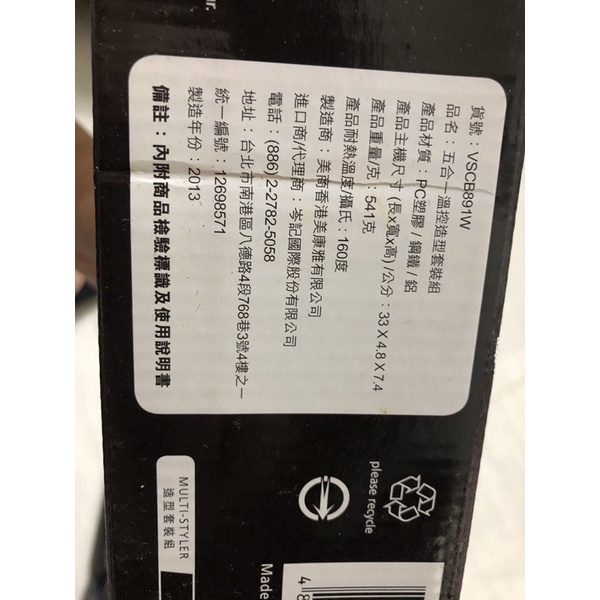 ır.
貨號：VSCB891W
品名：五合一溫控造型套裝組
產品材質：PC塑膠/鋼鐵/鋁
產品主機尺寸(長x寬x高)/公分：33 X 4.8 X 7.4
產品重量/克：541克
產品耐熱溫度/攝氏：160度
製造商：美商香港美康雅有限公司
進口商/代理商：岑記國際股份有限公司
電話：(886)2-2782-5058
地址：台北市南港區八德路4段768巷3號4樓之一
統一編號：12698571
製造年份：2013
備註：內附商品檢驗標識及使用說明書
please recycle
MULTI-STYLER
造型套裝組
Made
48